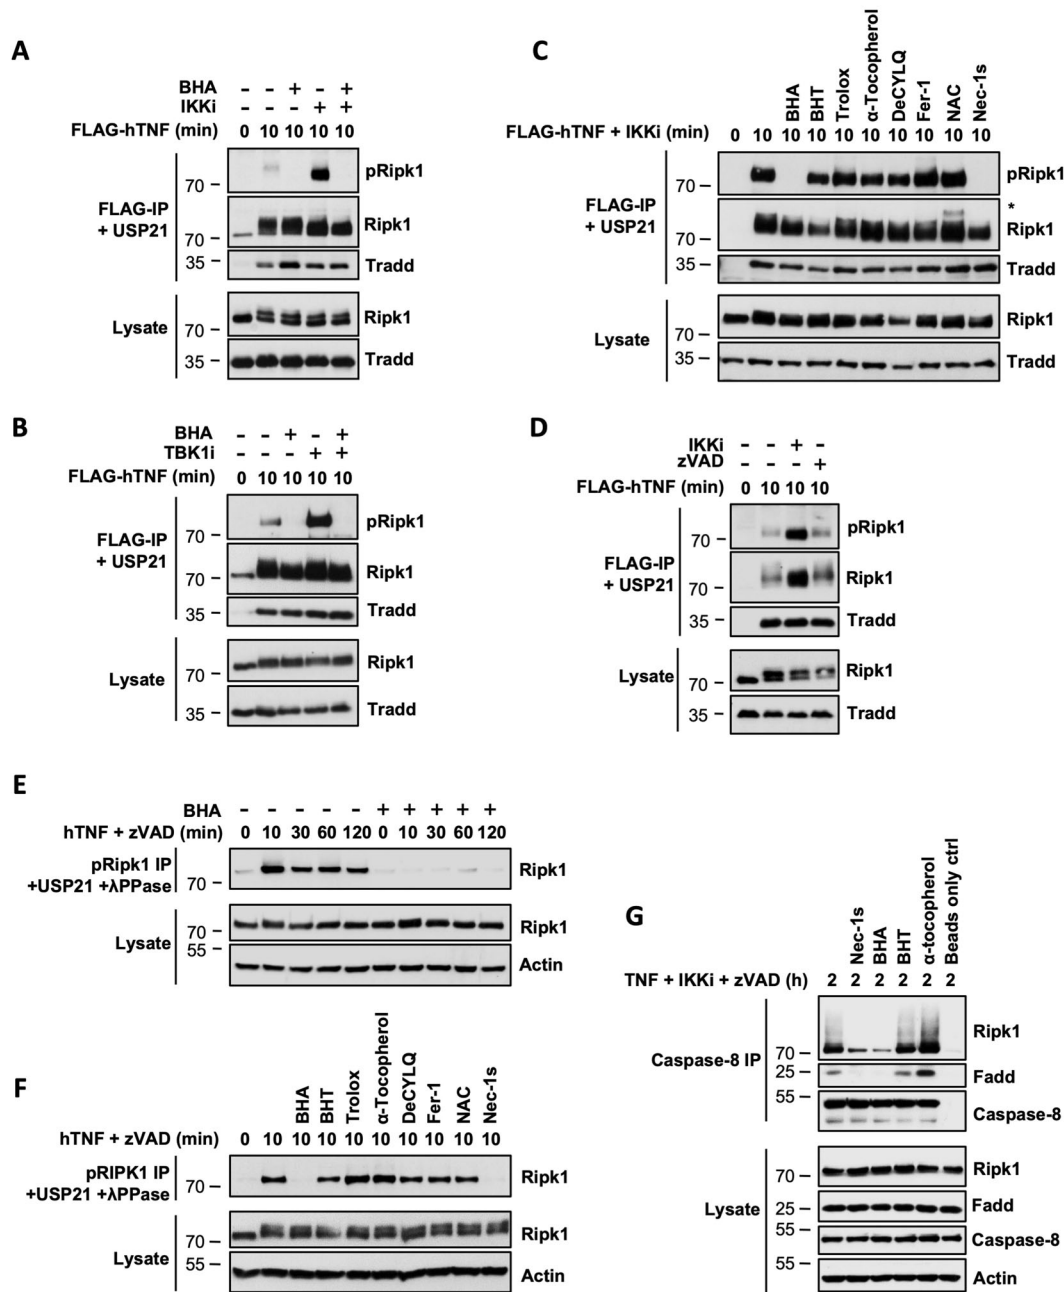 A
BHA - - + - +
IKKi - - - + +
FLAG-hTNF (min) 0 10 10 10 10
FLAG-IP
+ USP21
70 – pRipk1
70 – Ripk1
35 – Tradd
Lysate
70 – Ripk1
35 – Tradd
B
BHA - - + - +
TBK1i - - - + +
FLAG-hTNF (min) 0 10 10 10 10
FLAG-IP
+ USP21
70 – pRipk1
70 – Ripk1
35 – Tradd
Lysate
70 – Ripk1
35 – Tradd
C
BHA
BHT
Trolox
α-Tocopherol
DeCYLQ
Fer-1
NAC
Nec-1s
FLAG-hTNF + IKKi (min) 0 10 10 10 10 10 10 10 10 10
FLAG-IP
+ USP21
70 – pRipk1
*
70 – Ripk1
35 – Tradd
Lysate
70 – Ripk1
35 – Tradd
D
IKKi - - + -
zVAD - - - +
FLAG-hTNF (min) 0 10 10 10
FLAG-IP
+ USP21
70 – pRipk1
70 – Ripk1
35 – Tradd
Lysate
70 – Ripk1
35 – Tradd
E
BHA - - - - - + + + + +
hTNF + zVAD (min) 0 10 30 60 120 0 10 30 60 120
pRipk1 IP
+USP21 +λPPase
70 – Ripk1
Lysate
70 – Ripk1
55 –
Actin
F
BHA
BHT
Trolox
α-Tocopherol
DeCYLQ
Fer-1
NAC
Nec-1s
hTNF + zVAD (min) 0 10 10 10 10 10 10 10 10 10
pRIPK1 IP
+USP21 +λPPase
70 – Ripk1
Lysate
70 – Ripk1
55 –
Actin
G
Nec-1s
BHA
BHT
α-tocopherol
Beads only ctrl
TNF + IKKi + zVAD (h) 2 2 2 2 2 2
Caspase-8 IP
Ripk1
70 –
25 – Fadd
55 –
Caspase-8
Lysate
70 – Ripk1
25 – Fadd
55 –
Caspase-8
55 –
Actin